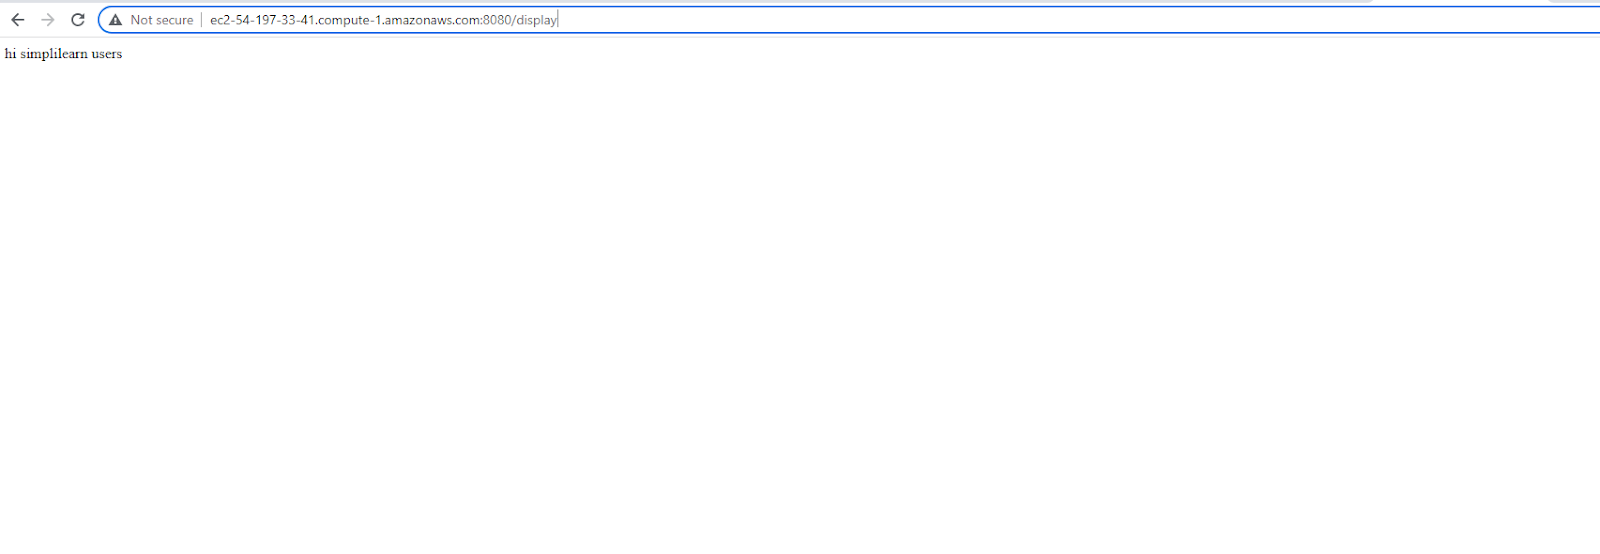 Not secure | ec2-54-197-33-41.compute-1.amazonaws.com:8080/display
hi simplilearn users